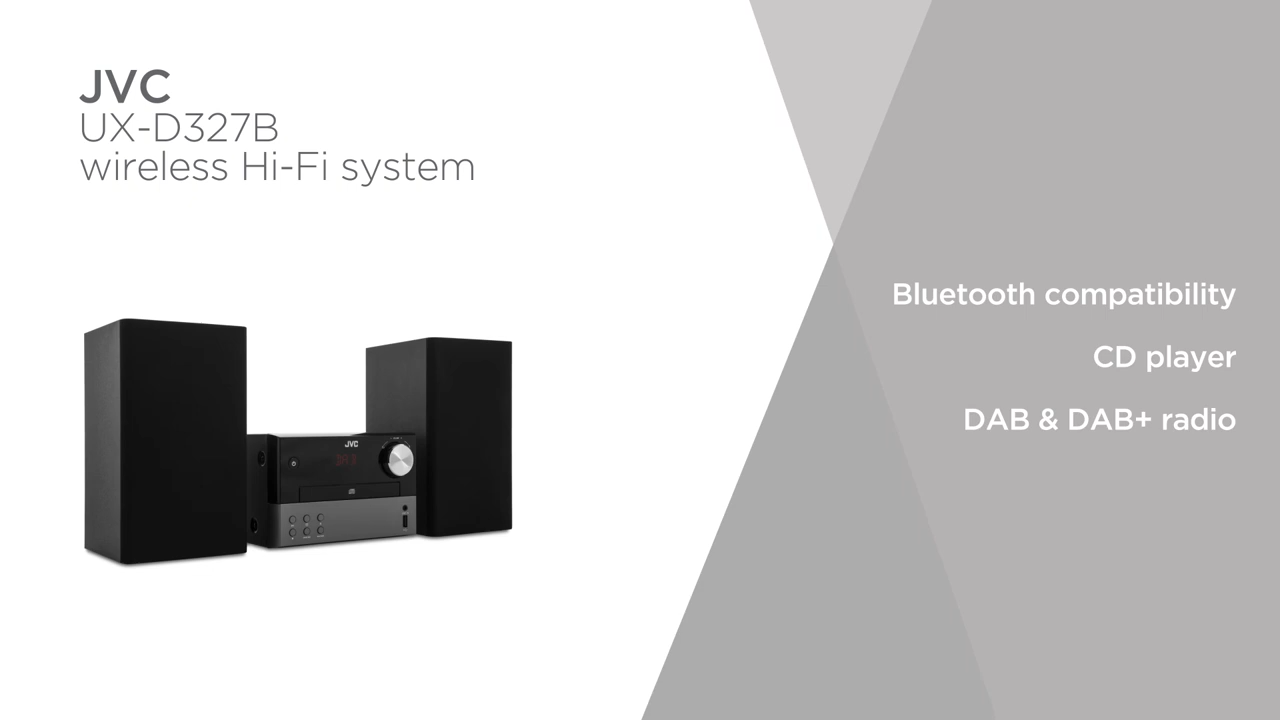 JVC
UX-D327B
wireless Hi-Fi system
Bluetooth compatibility
CD player
DAB & DAB+ radio
JVC